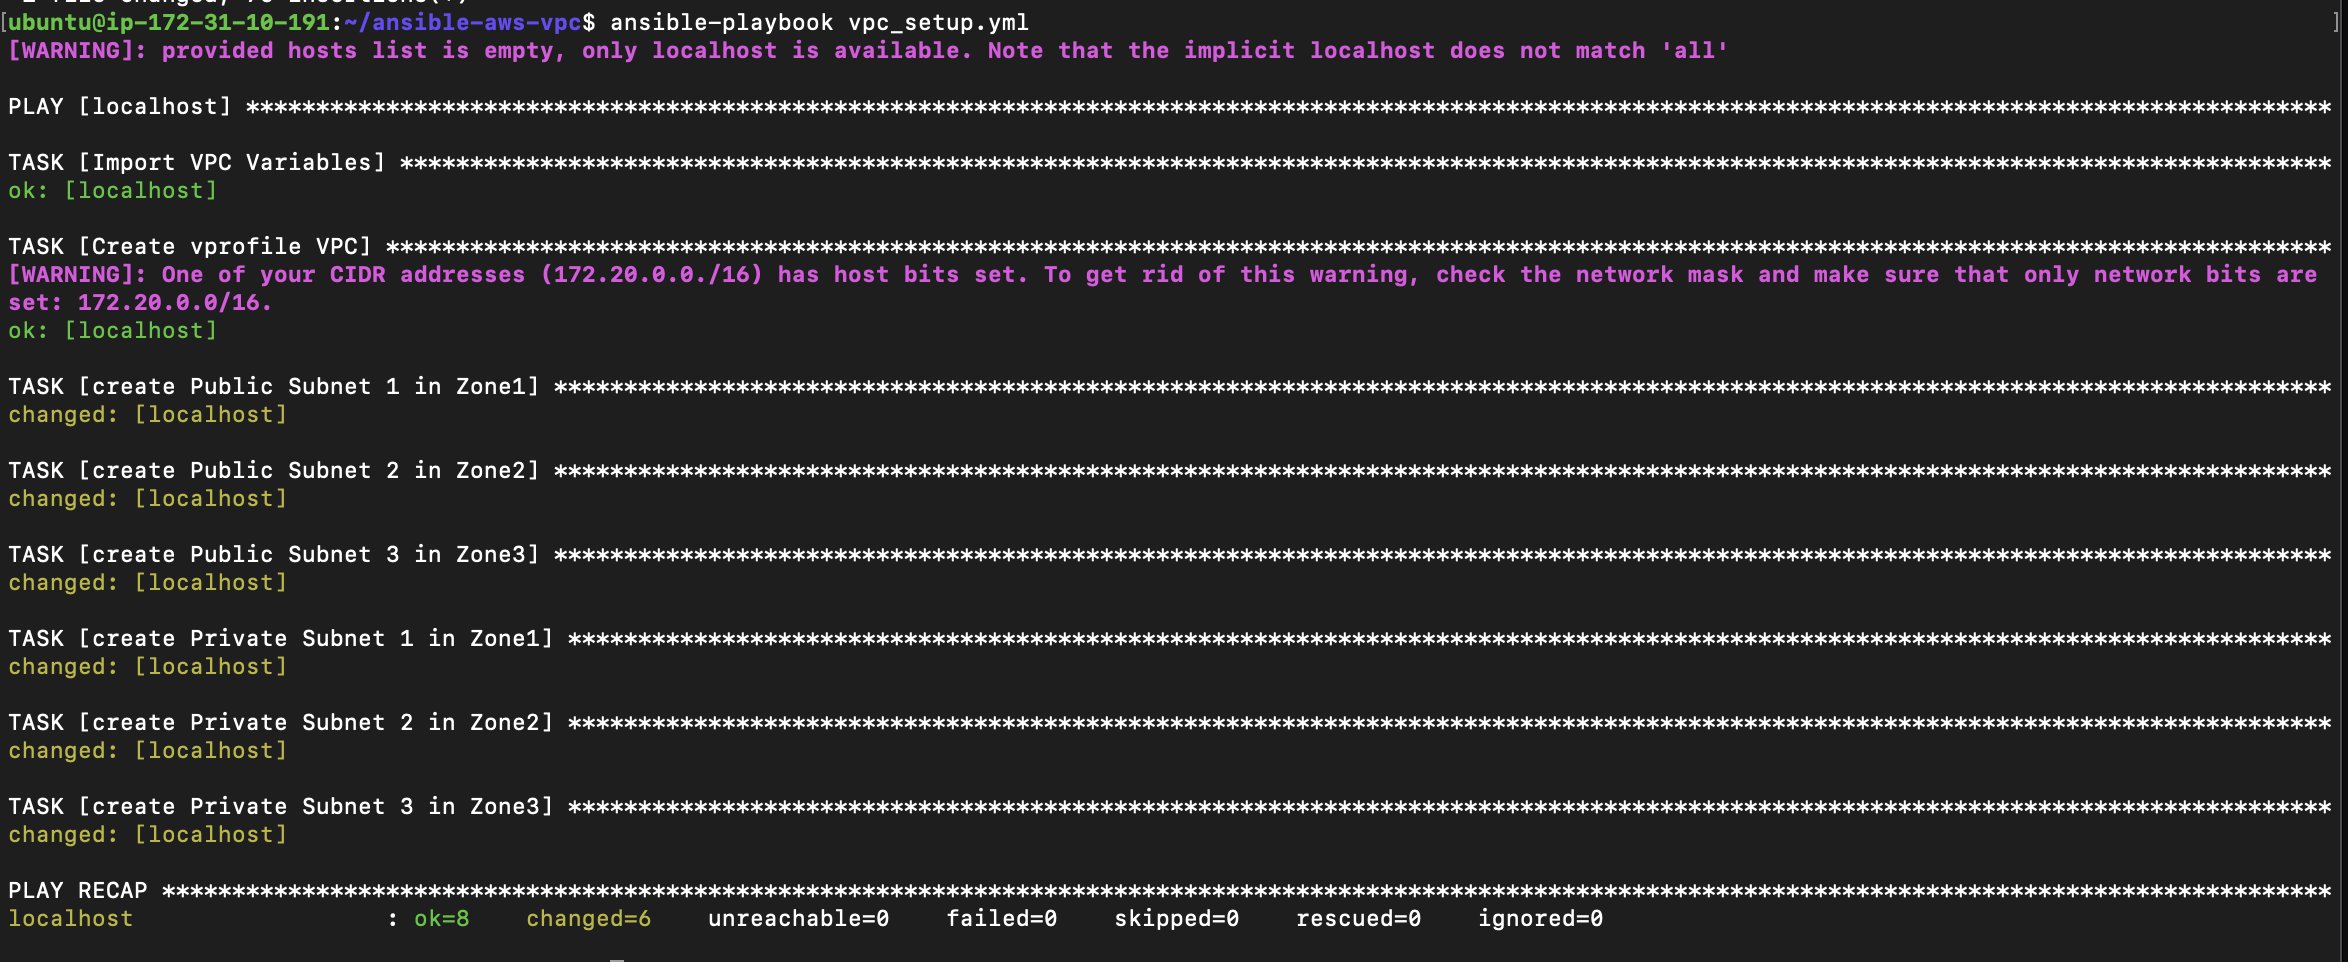 ubuntu@ip-172-31-10-191:~/ansible-aws-vpc$ ansible-playbook vpc_setup.yml
[WARNING]: provided hosts list is empty, only localhost is available. Note that the implicit localhost does not match 'all'
PLAY [localhost] *****************************************************************************************************************************************************
TASK [Import VPC Variables] ******************************************************************************************************************************************
ok: [localhost]
TASK [Create vprofile VPC] *******************************************************************************************************************************************
[WARNING]: One of your CIDR addresses (172.20.0.0./16) has host bits set. To get rid of this warning, check the network mask and make sure that only network bits are
set: 172.20.0.0/16.
ok: [localhost]
TASK [create Public Subnet 1 in Zone1] *******************************************************************************************************************************
changed: [localhost]
TASK [create Public Subnet 2 in Zone2] *******************************************************************************************************************************
changed: [localhost]
TASK [create Public Subnet 3 in Zone3] *******************************************************************************************************************************
changed: [localhost]
TASK [create Private Subnet 1 in Zone1] ******************************************************************************************************************************
changed: [localhost]
TASK [create Private Subnet 2 in Zone2] ******************************************************************************************************************************
changed: [localhost]
TASK [create Private Subnet 3 in Zone3] ******************************************************************************************************************************
changed: [localhost]
PLAY RECAP ***********************************************************************************************************************************************************
localhost                  : ok=8    changed=6    unreachable=0    failed=0    skipped=0    rescued=0    ignored=0